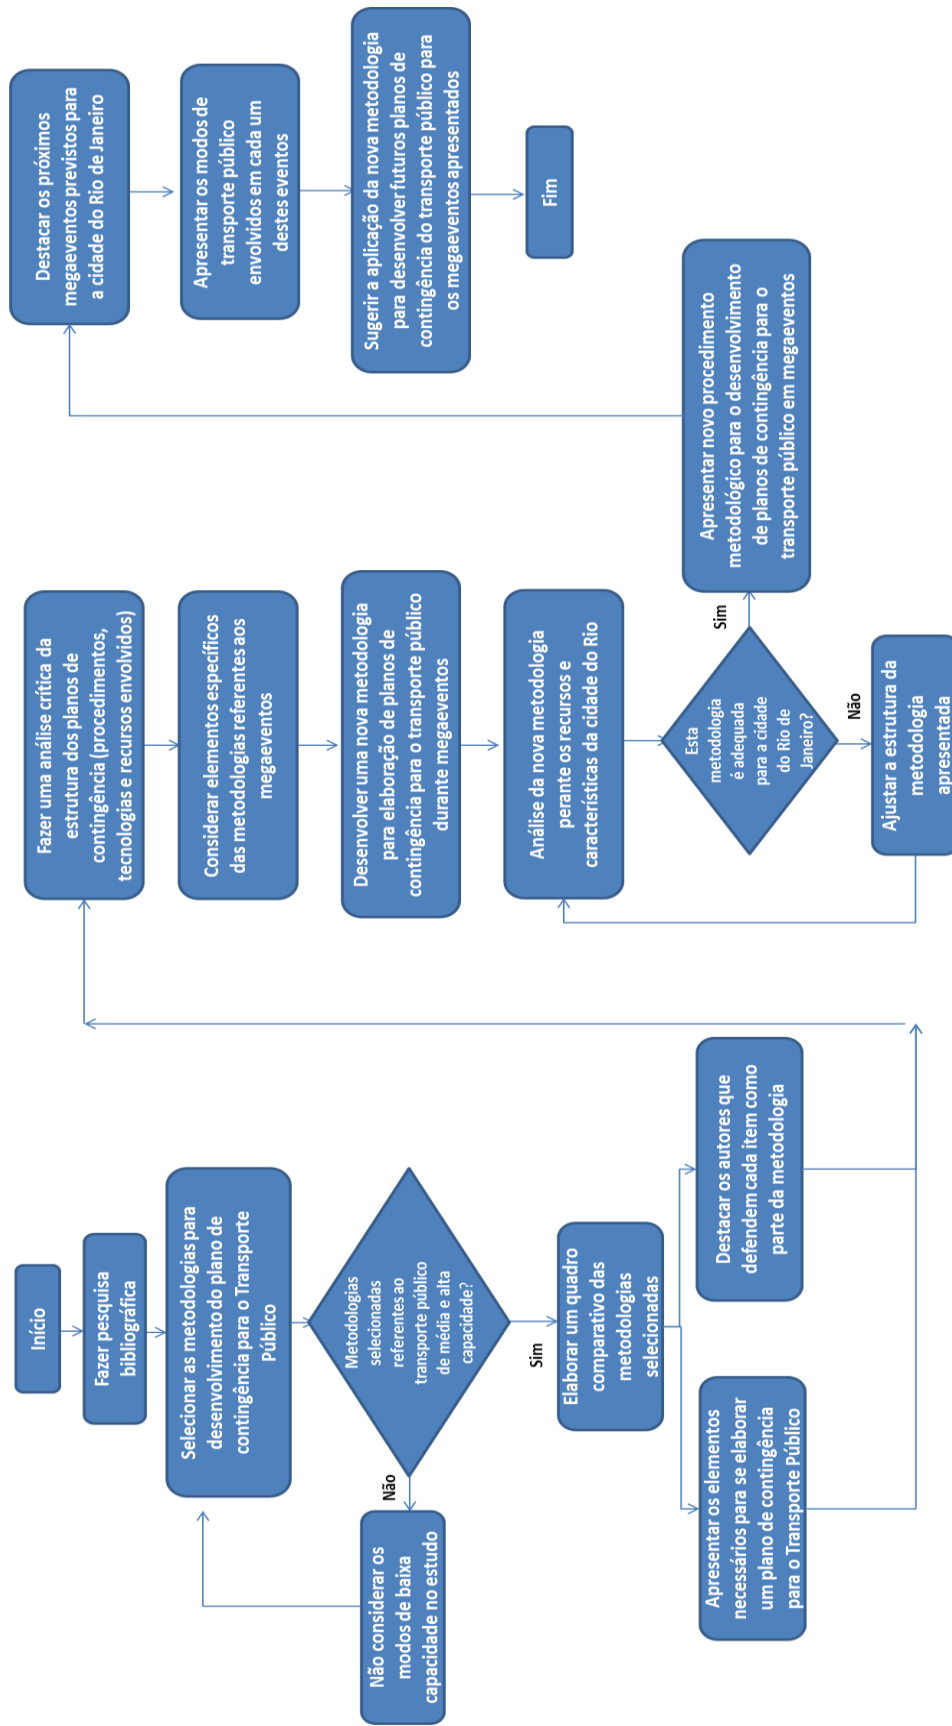 Início
Fazer pesquisa
bibliográfica
Selecionar as metodologias para
desenvolvimento do plano de
contingência para o Transporte
Público
Metodologias
selecionadas
referentes ao
transporte público
de média e alta
capacidade?
Não
Não considerar os
modos de baixa
capacidade no estudo
Sim
Elaborar um quadro
comparativo das
metodologias
selecionadas
Apresentar os elementos
necessários para se elaborar
um plano de contingência
para o Transporte Público
Destacar os autores que
defendem cada item como
parte da metodologia
Fazer uma análise crítica da
estrutura dos planos de
contingência (procedimentos,
tecnologias e recursos envolvidos)
Considerar elementos específicos
das metodologias referentes aos
megaeventos
Desenvolver uma nova metodologia
para elaboração de planos de
contingência para o transporte público
durante megaeventos
Análise da nova metodologia
perante os recursos e
características da cidade do Rio
Esta
metodologia
é adequada
para a cidade
do Rio de
Janeiro?
Não
Ajustar a estrutura da
metodologia
apresentada
Sim
Apresentar novo procedimento
metodológico para o desenvolvimento
de planos de contingência para o
transporte público em megaeventos
Destacar os próximos
megaeventos previstos para
a cidade do Rio de Janeiro
Apresentar os modos de
transporte público
envolvidos em cada um
destes eventos
Sugerir a aplicação da nova metodologia
para desenvolver futuros planos de
contingência do transporte público para
os megaeventos apresentados
Fim